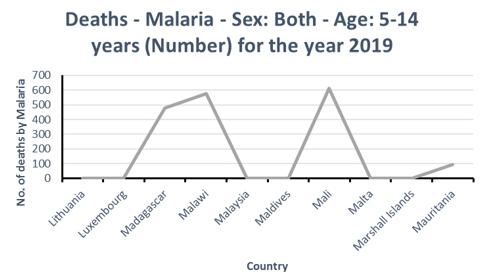 Deaths - Malaria - Sex: Both - Age: 5-14
years (Number) for the year 2019
No. of deaths by Malaria
700
600
500
400
300
200
100
0
Lithuania
Luxembourg
Madagascar
Malawi
Malaysia
Maldives
Mali
Malta
Marshall Islands
Mauritania
Country